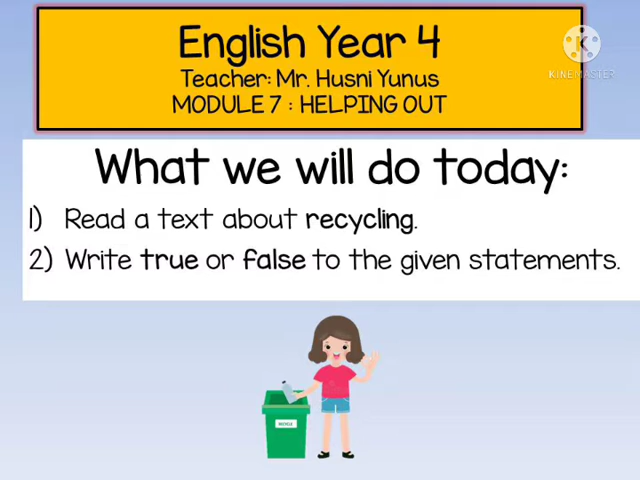 English Year 4
Teacher: Mr. Husni Yunus
MODULE 7 : HELPING OUT
K
KINEMASTER
What we will do today:
1) Read a text about recycling.
2) Write true or false to the given statements.